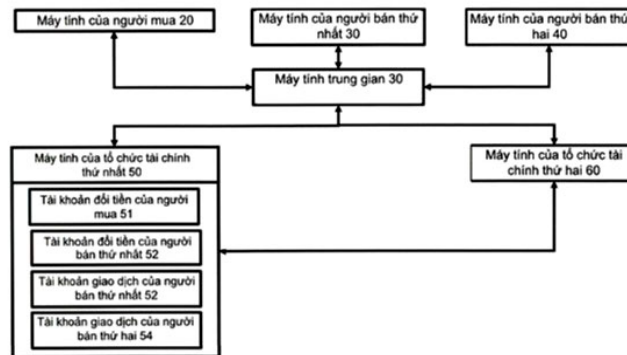 Máy tính của người mua 20
Máy tính của người bán thứ
nhất 30
Máy tính của người bán thứ
hai 40
Máy tính trung gian 30
Máy tính của tổ chức tài chính
thứ nhất 50
Máy tính của tổ chức tài
chính thứ hai 60
Tài khoản đổi tiền của người
mua 51
Tài khoản đổi tiền của người
bán thứ nhất 52
Tài khoản giao dịch của người
bán thứ nhất 52
Tài khoản giao dịch của người
bán thứ hai 54